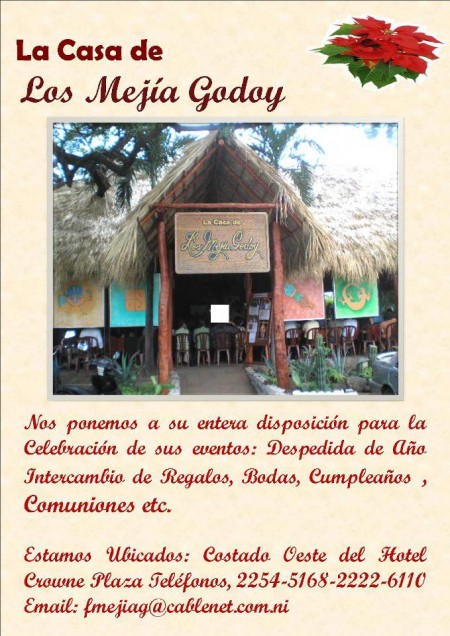 La Casa de
Los Mejía Godoy
La Casa de
Los Mejía Godoy
Nos ponemos a su entera disposición para la
Celebración de sus eventos: Despedida de Año
Intercambio de Regalos, Bodas, Cumpleaños ,
Comuniones etc.
Estamos Ubicados: Costado Oeste del Hotel
Crowne Plaza Teléfonos, 2254-5168-2222-6110
Email: fmejiag@cablenet.com.ni